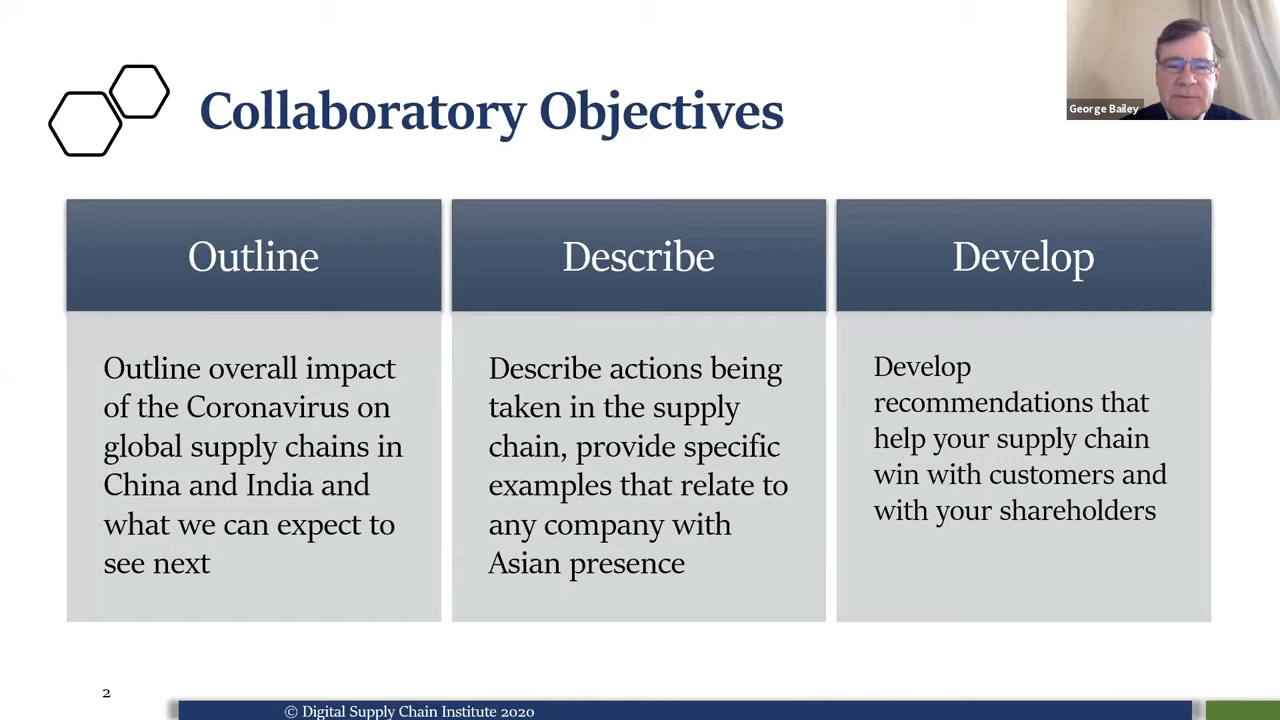 Collaboratory Objectives
George Bailey
Outline
Outline overall impact
of the Coronavirus on
global supply chains in
China and India and
what we can expect to
see next
Describe
Describe actions being
taken in the supply
chain, provide specific
examples that relate to
any company with
Asian presence
Develop
Develop
recommendations that
help your supply chain
win with customers and
with your shareholders
2
© Digital Supply Chain Institute 2020